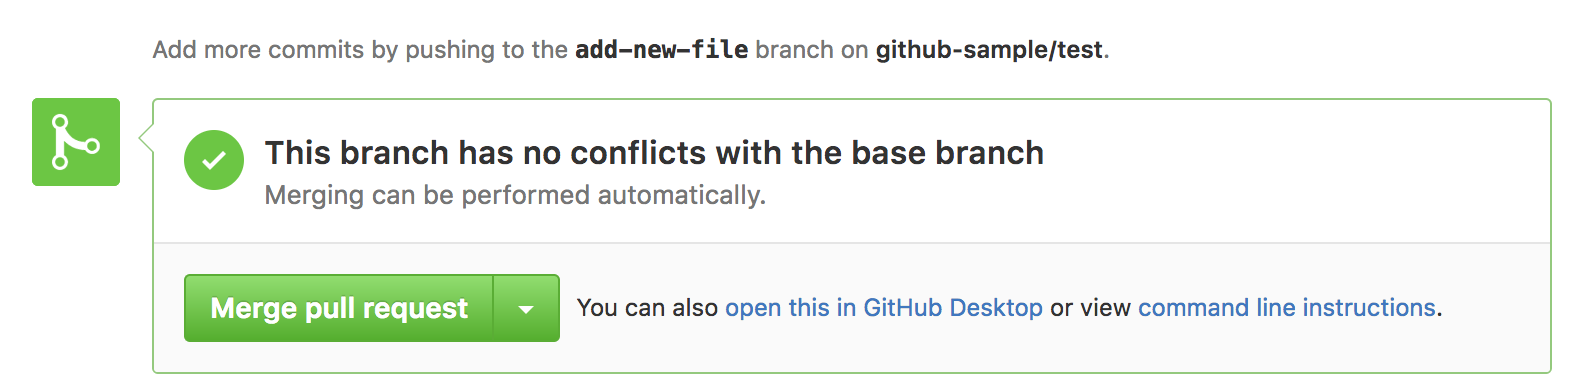 Add more commits by pushing to the add-new-file branch on github-sample/test.
This branch has no conflicts with the base branch
Merging can be performed automatically.
Merge pull request You can also open this in GitHub Desktop or view command line instructions.